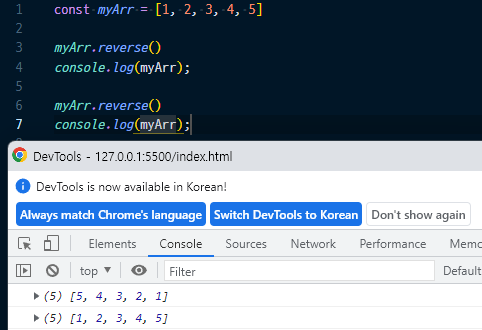 1 const myArr = [1, 2, 3, 4, 5]
2
3 myArr.reverse()
4 console.log(myArr);
5
6 myArr.reverse()
7 console.log(myArr);
DevTools - 127.0.0.1:5500/index.html
DevTools is now available in Korean!
Always match Chrome's language Switch DevTools to Korean Don't show again
Elements Console Sources Network Performance Memo
top Filter Default
(5) [5, 4, 3, 2, 1]
(5) [1, 2, 3, 4, 5]